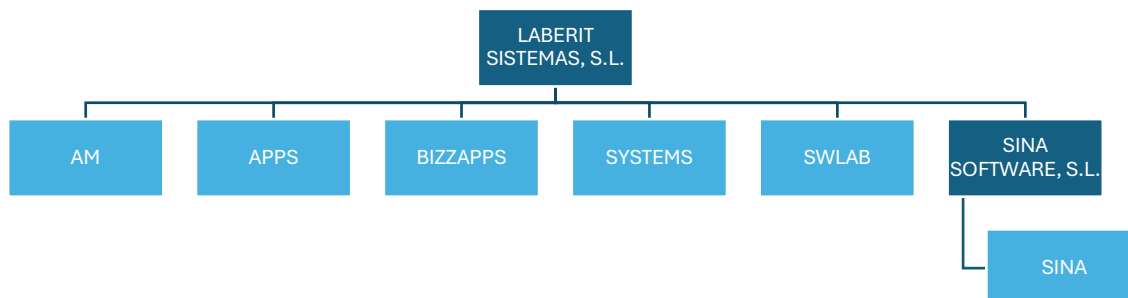 LABERIT
SISTEMAS, S.L.
AM
APPS
BIZZAPPS
SYSTEMS
SWLAB
SINA
SOFTWARE, S.L.
SINA